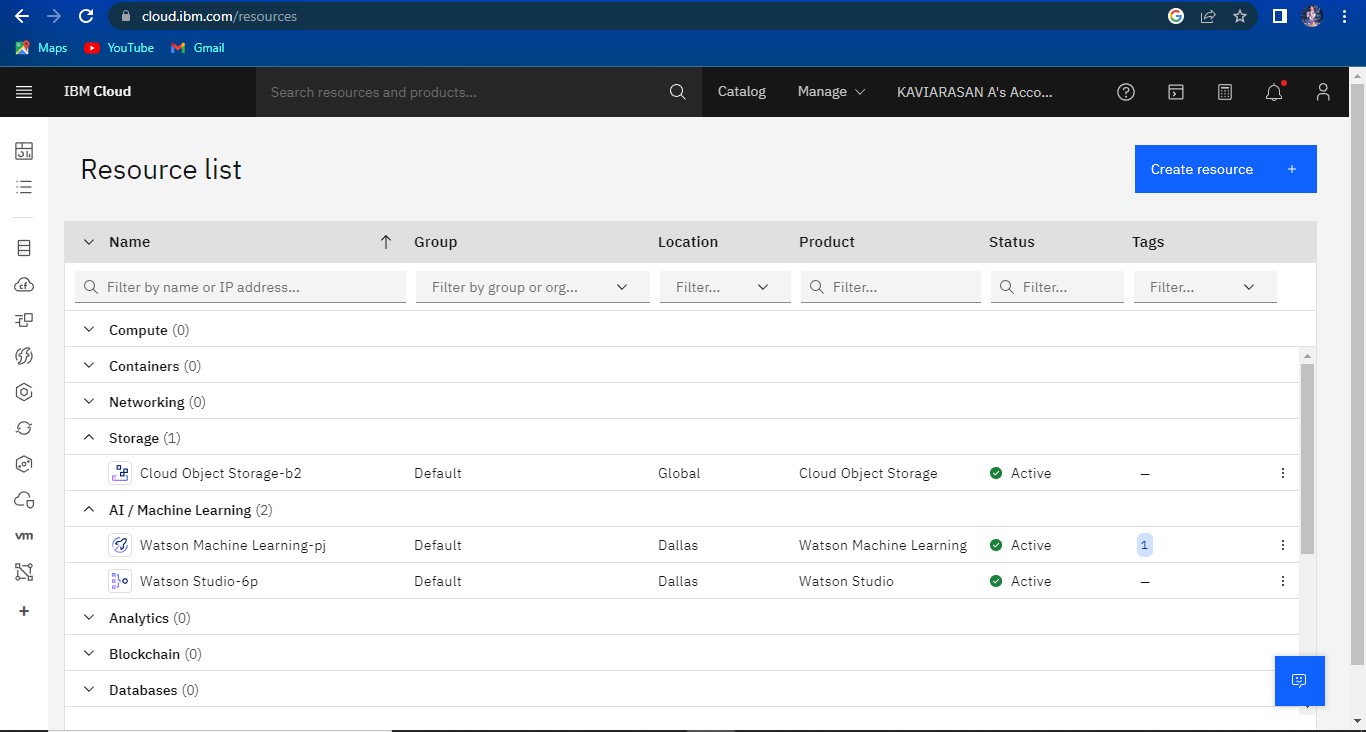 cloud.ibm.com/resources
Maps YouTube Gmail
IBM Cloud Search resources and products... Catalog Manage KAVIARASAN A's Acco...
Resource list
Create resource +
Name Group Location Product Status Tags
Filter by name or IP address... Filter by group or org... Filter... Filter... Filter... Filter...
Compute (0)
Containers (0)
Networking (0)
Storage (1)
Cloud Object Storage-b2 Default Global Cloud Object Storage Active –
AI / Machine Learning (2)
Watson Machine Learning-pj Default Dallas Watson Machine Learning Active 1
Watson Studio-6p Default Dallas Watson Studio Active –
vm
Analytics (0)
Blockchain (0)
Databases (0)